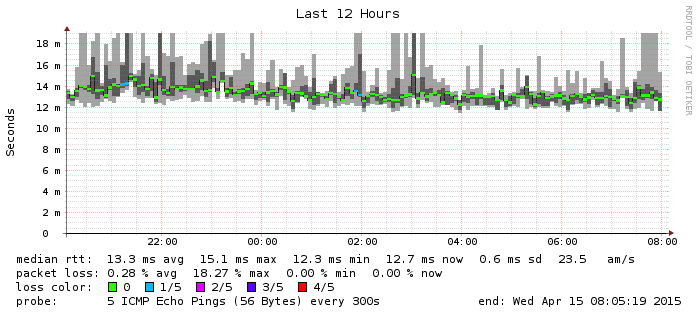 Last 12 Hours
RRDTOOL / TOBI OETIKER
Seconds
18 m
16 m
14 m
12 m
10 m
8 m
6 m
4 m
2 m
0
22:00 00:00 02:00 04:00 06:00 08:00
median rtt: 13.3 ms avg 15.1 ms max 12.3 ms min 12.7 ms now 0.6 ms sd 23.5 am/s
packet loss: 0.28 % avg 18.27 % max 0.00 % min 0.00 % now
loss color: 0 1/5 2/5 3/5 4/5
probe: 5 ICMP Echo Pings (56 Bytes) every 300s end: Wed Apr 15 08:05:19 2015